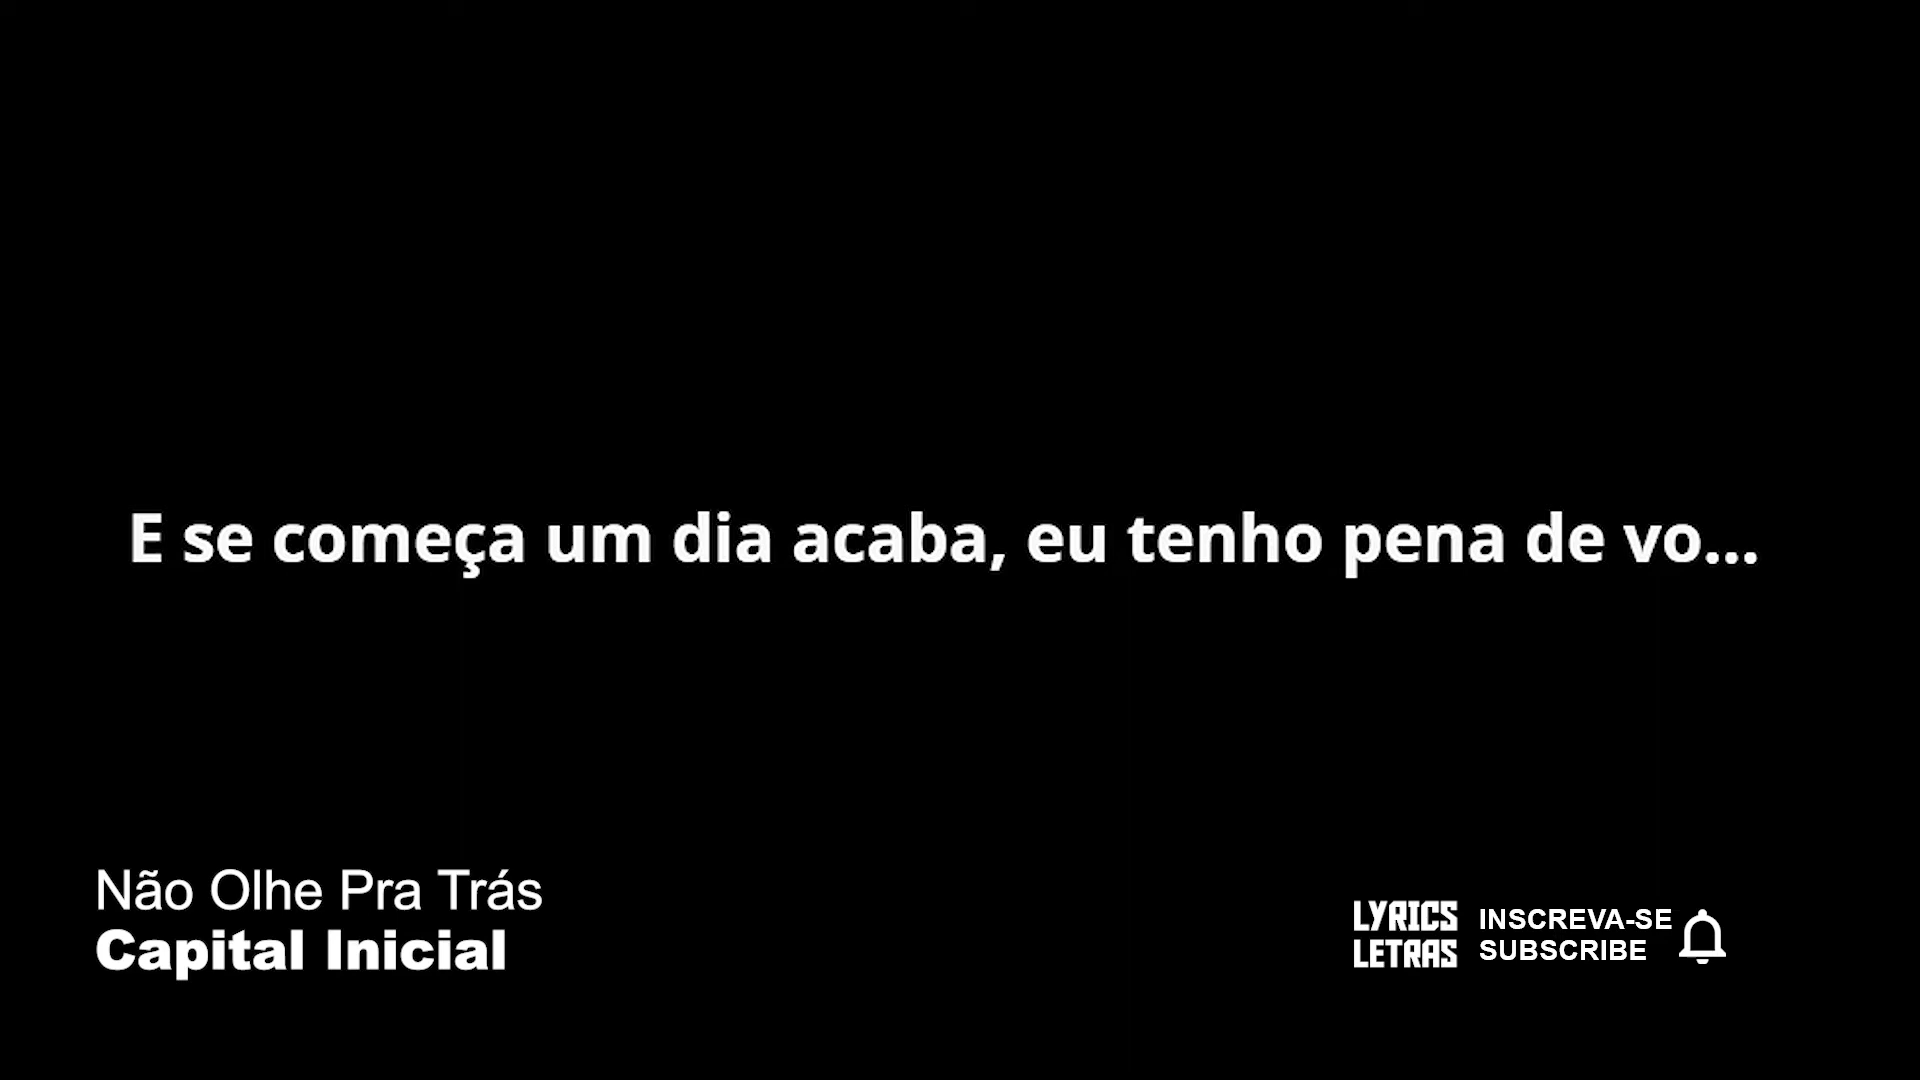 E se começa um dia acaba, eu tenho pena de vo...
Não Olhe Pra Trás
Capital Inicial
LYRICS
LETRAS
INSCREVA-SE
SUBSCRIBE